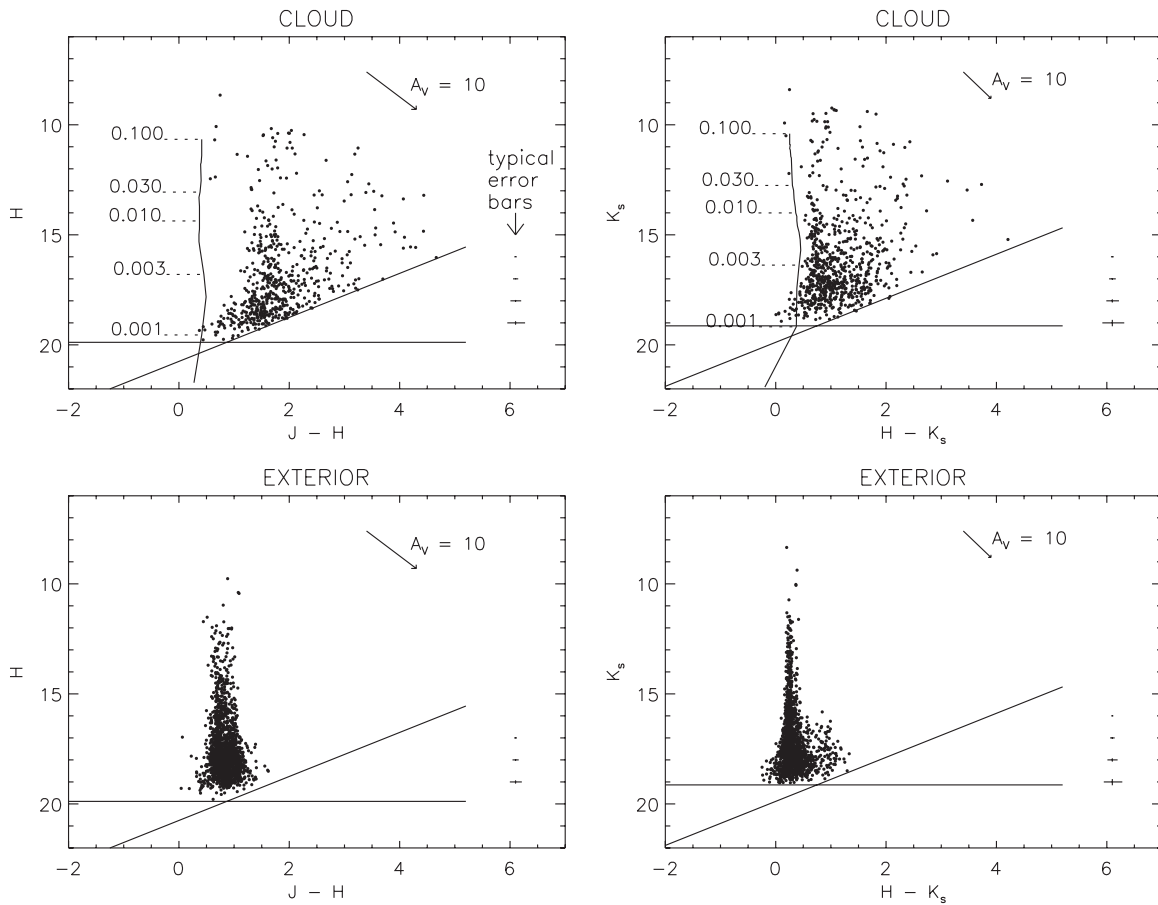 CLOUD
A_V = 10
10
0.100
0.030
0.010
15
0.003
0.001
20
typical
error
bars
H
−2 0 2 4 6
J − H
CLOUD
A_V = 10
10
0.100
0.030
0.010
15
0.003
0.001
20
K_s
−2 0 2 4 6
H − K_s
EXTERIOR
A_V = 10
10
15
20
H
−2 0 2 4 6
J − H
EXTERIOR
A_V = 10
10
15
20
K_s
−2 0 2 4 6
H − K_s